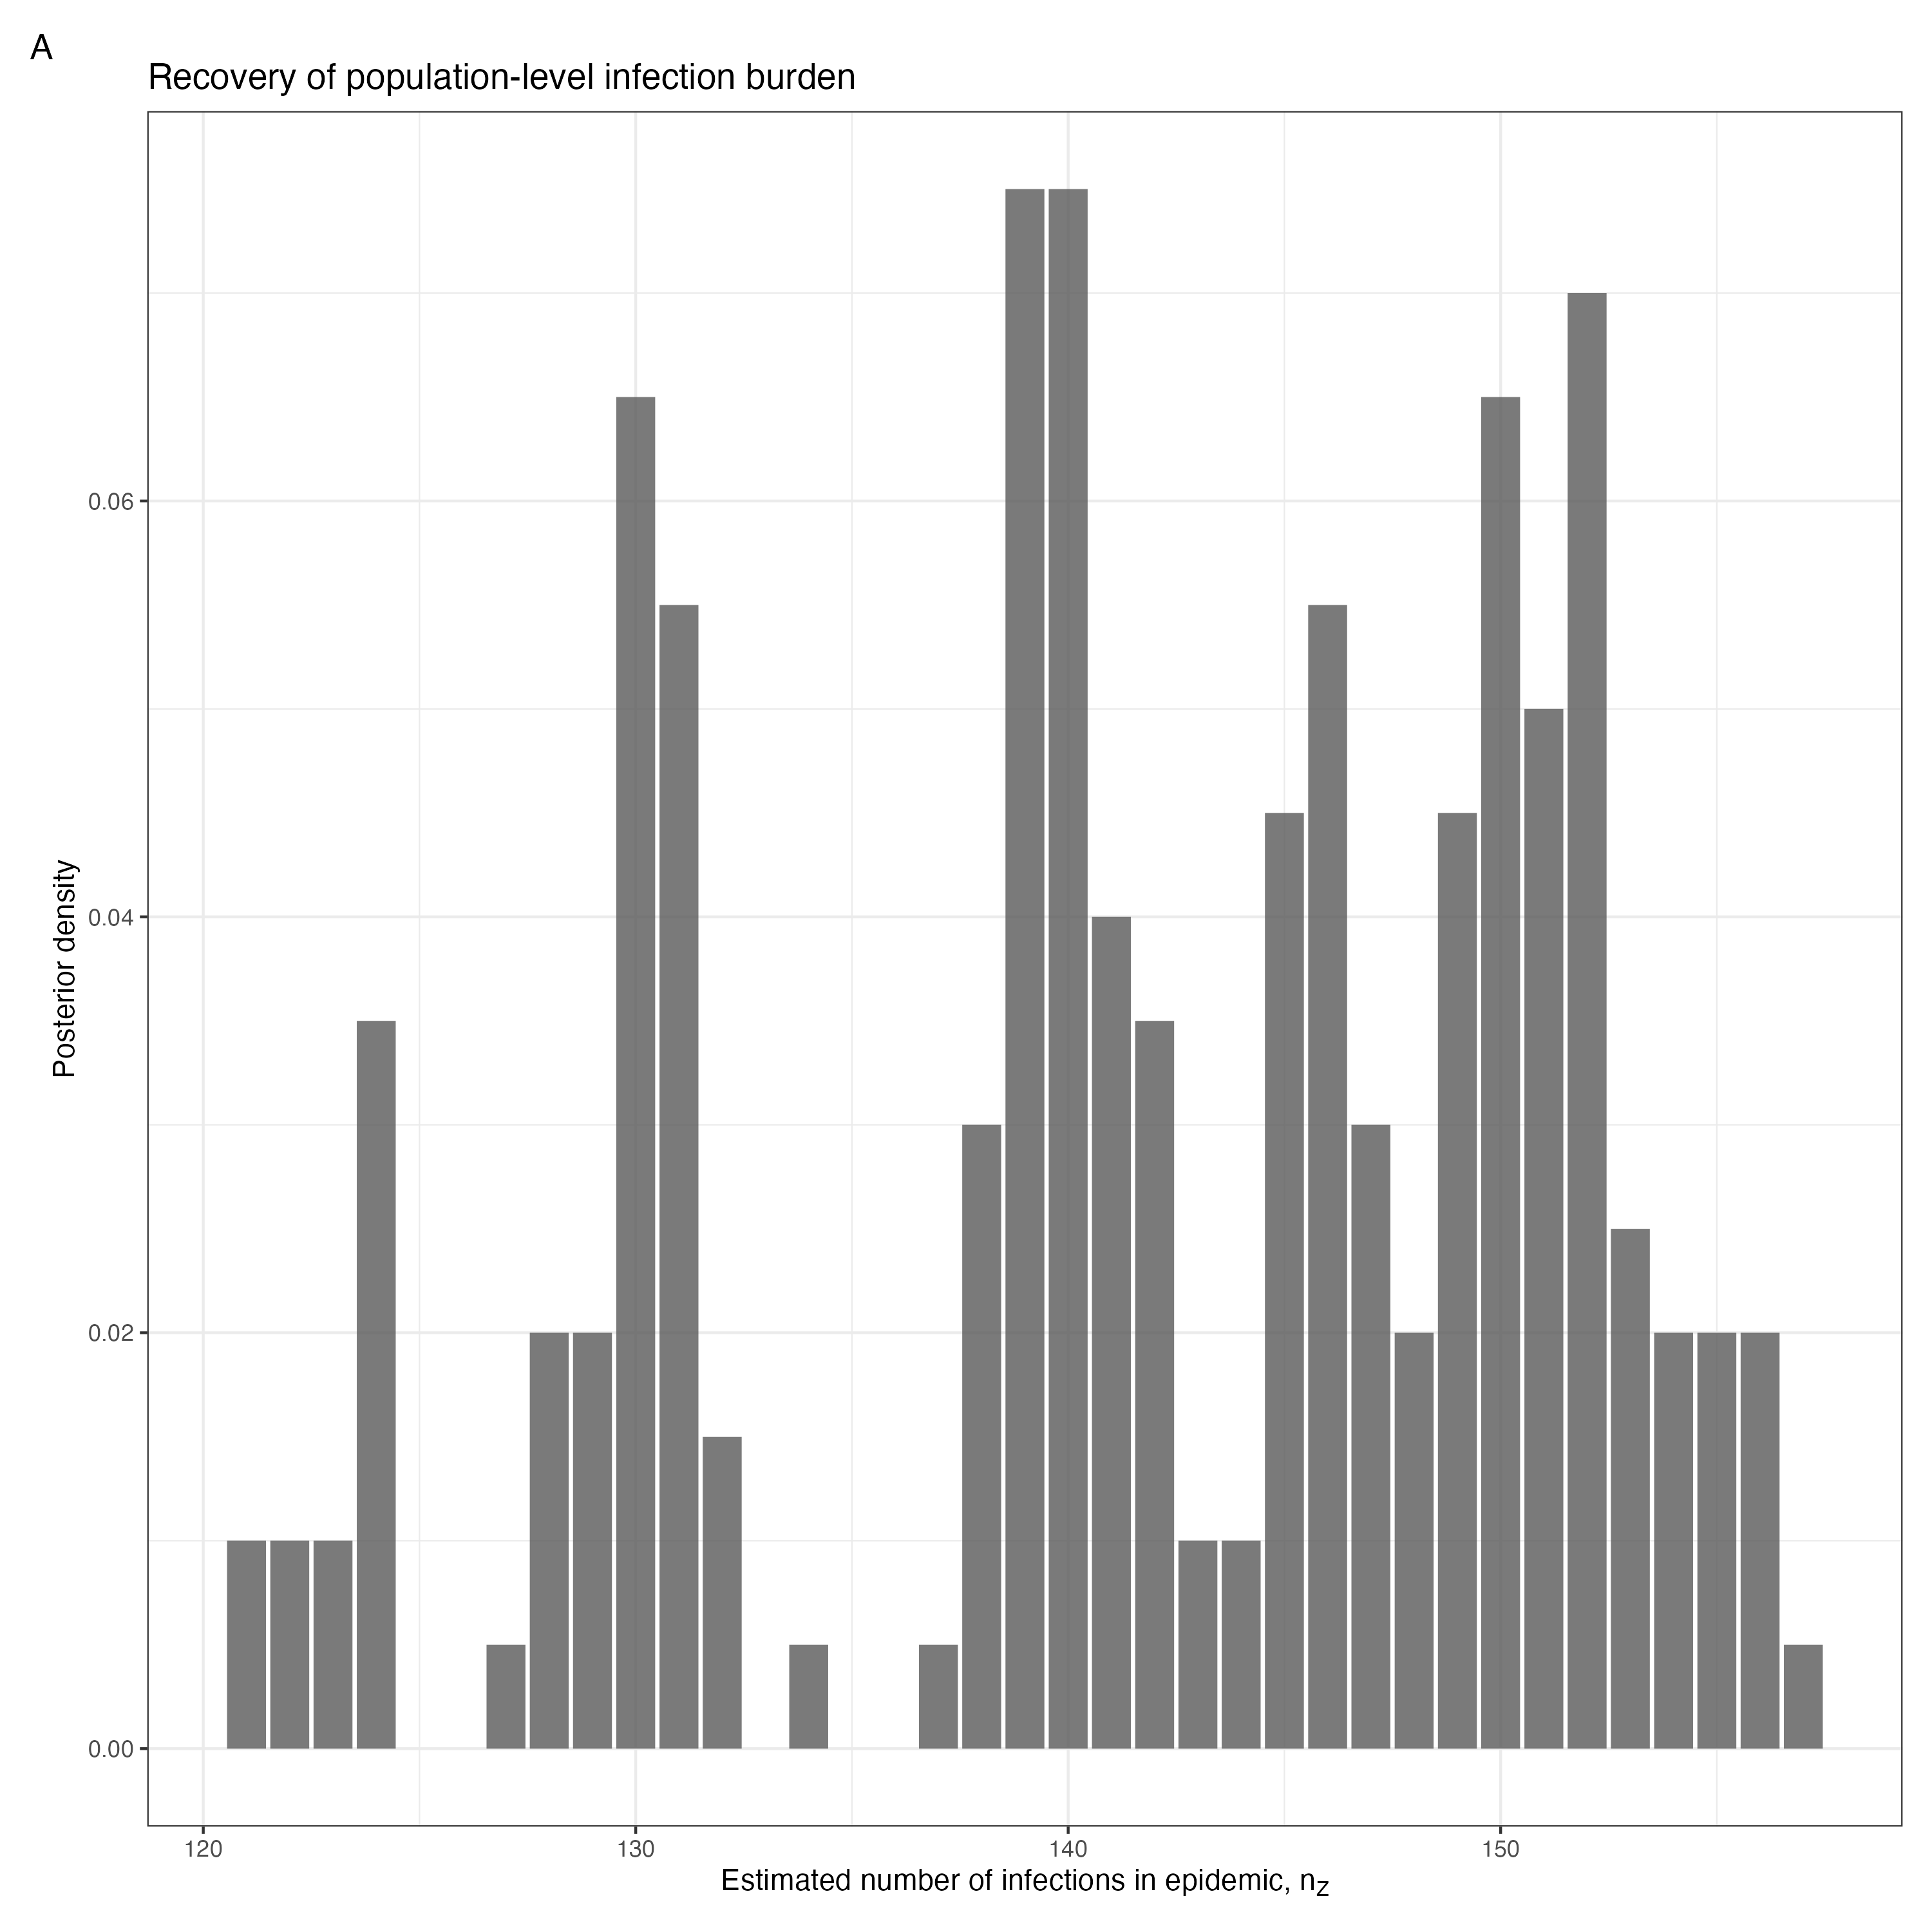 A
Recovery of population-level infection burden
Posterior density
0.06
0.04
0.02
0.00
120
130
140
150
Estimated number of infections in epidemic, nz